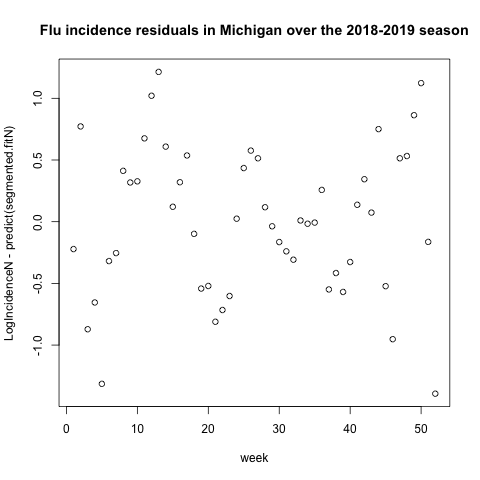 Flu incidence residuals in Michigan over the 2018-2019 season
LogIncidenceN - predict(segmented.fitN)
1.0
0.5
0.0
-0.5
-1.0
0 10 20 30 40 50
week